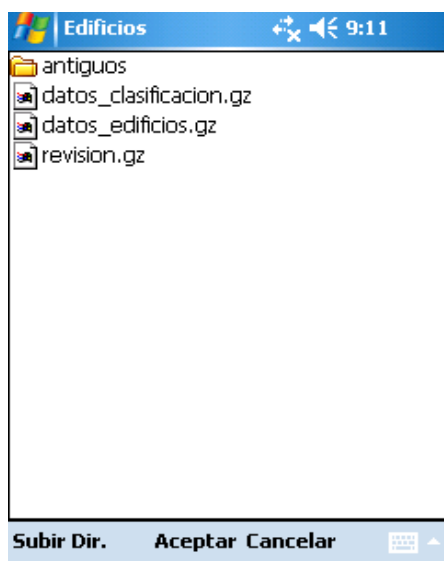 Edificios 9:11
antiguos
datos_clasificacion.gz
datos_edificios.gz
revision.gz
Subir Dir. Aceptar Cancelar